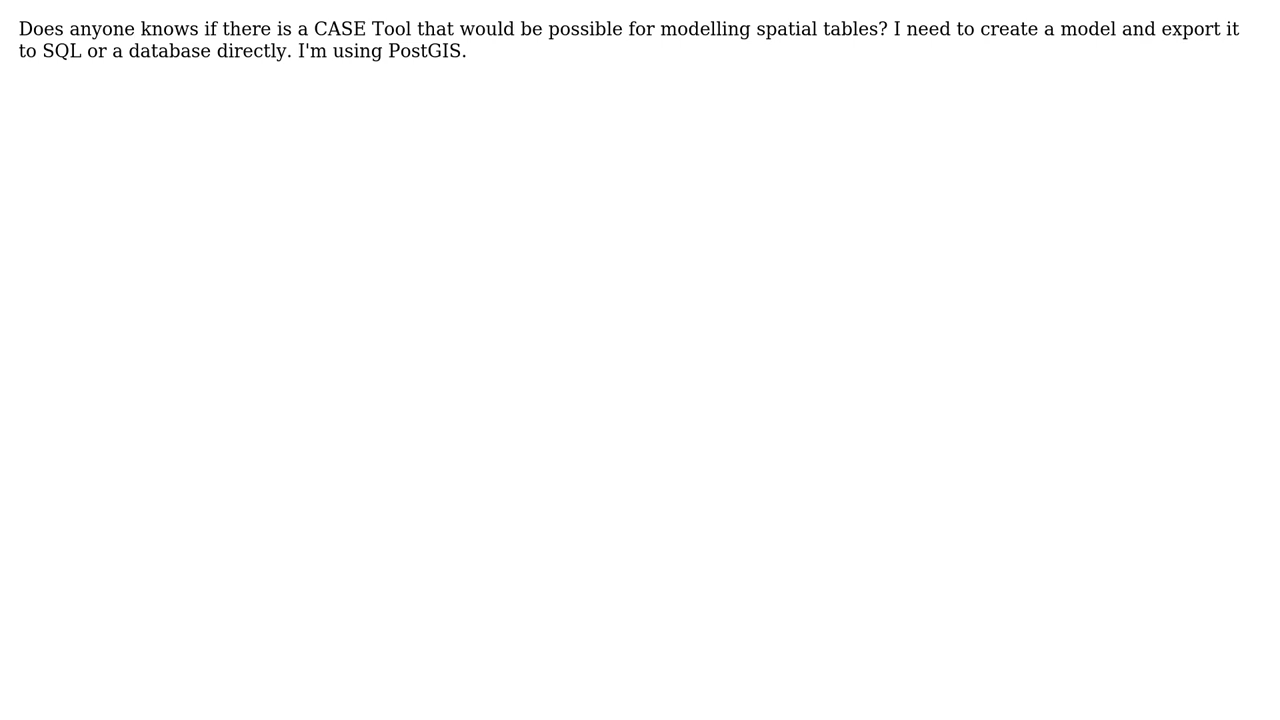 Does anyone knows if there is a CASE Tool that would be possible for modelling spatial tables? I need to create a model and export it
to SQL or a database directly. I'm using PostGIS.